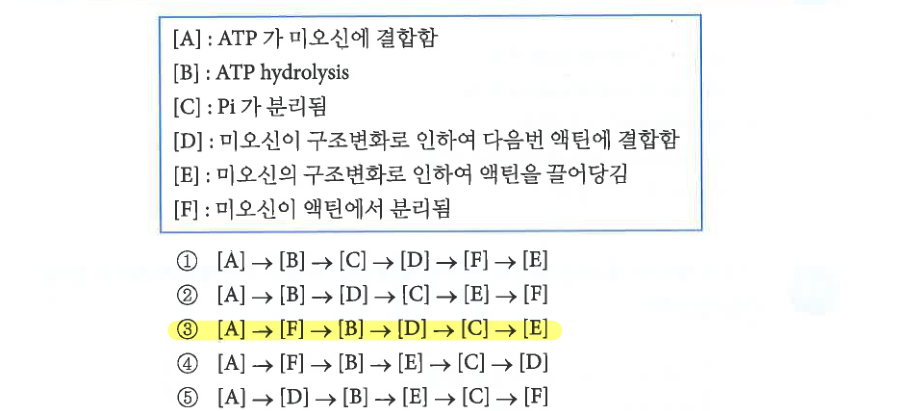 [A] : ATP 가 미오신에 결합함
[B] : ATP hydrolysis
[C] : Pi 가 분리됨
[D] : 미오신이 구조변화로 인하여 다음번 액틴에 결합함
[E] : 미오신의 구조변화로 인하여 액틴을 끌어당김
[F] : 미오신이 액틴에서 분리됨
① [A] → [B] → [C] → [D] → [F] → [E]
② [A] → [B] → [D] → [C] → [E] → [F]
③ [A] → [F] → [B] → [D] → [C] → [E]
④ [A] → [F] → [B] → [E] → [C] → [D]
⑤ [A] → [D] → [B] → [E] → [C] → [F]